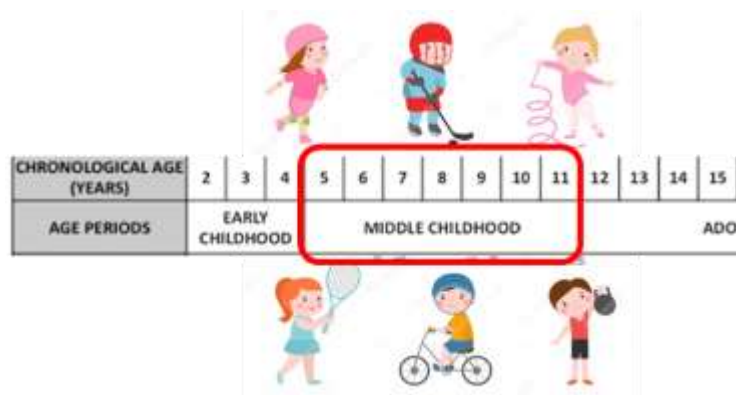 CHRONOLOGICAL AGE (YEARS) 2 3 4 5 6 7 8 9 10 11 12 13 14 15
AGE PERIODS EARLY CHILDHOOD MIDDLE CHILDHOOD ADO